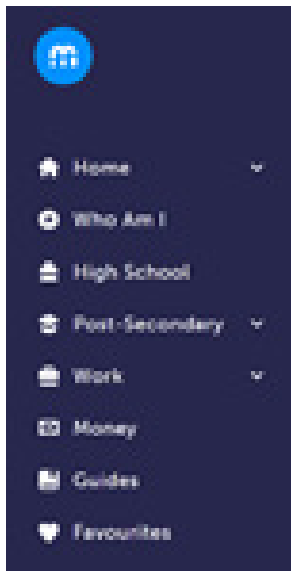 m
Home
Who Am I
High School
Post-Secondary
Work
Money
Guides
Favourites